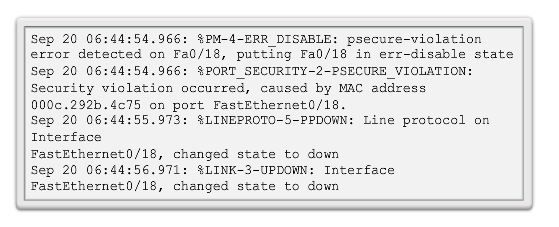 Sep 20 06:44:54.966: %PM-4-ERR_DISABLE: psecure-violation
error detected on Fa0/18, putting Fa0/18 in err-disable state
Sep 20 06:44:54.966: %PORT_SECURITY-2-PSECURE_VIOLATION:
Security violation occurred, caused by MAC address
000c.292b.4c75 on port FastEthernet0/18.
Sep 20 06:44:55.973: %LINEPROTO-5-PPDOWN: Line protocol on
Interface
FastEthernet0/18, changed state to down
Sep 20 06:44:56.971: %LINK-3-UPDOWN: Interface
FastEthernet0/18, changed state to down